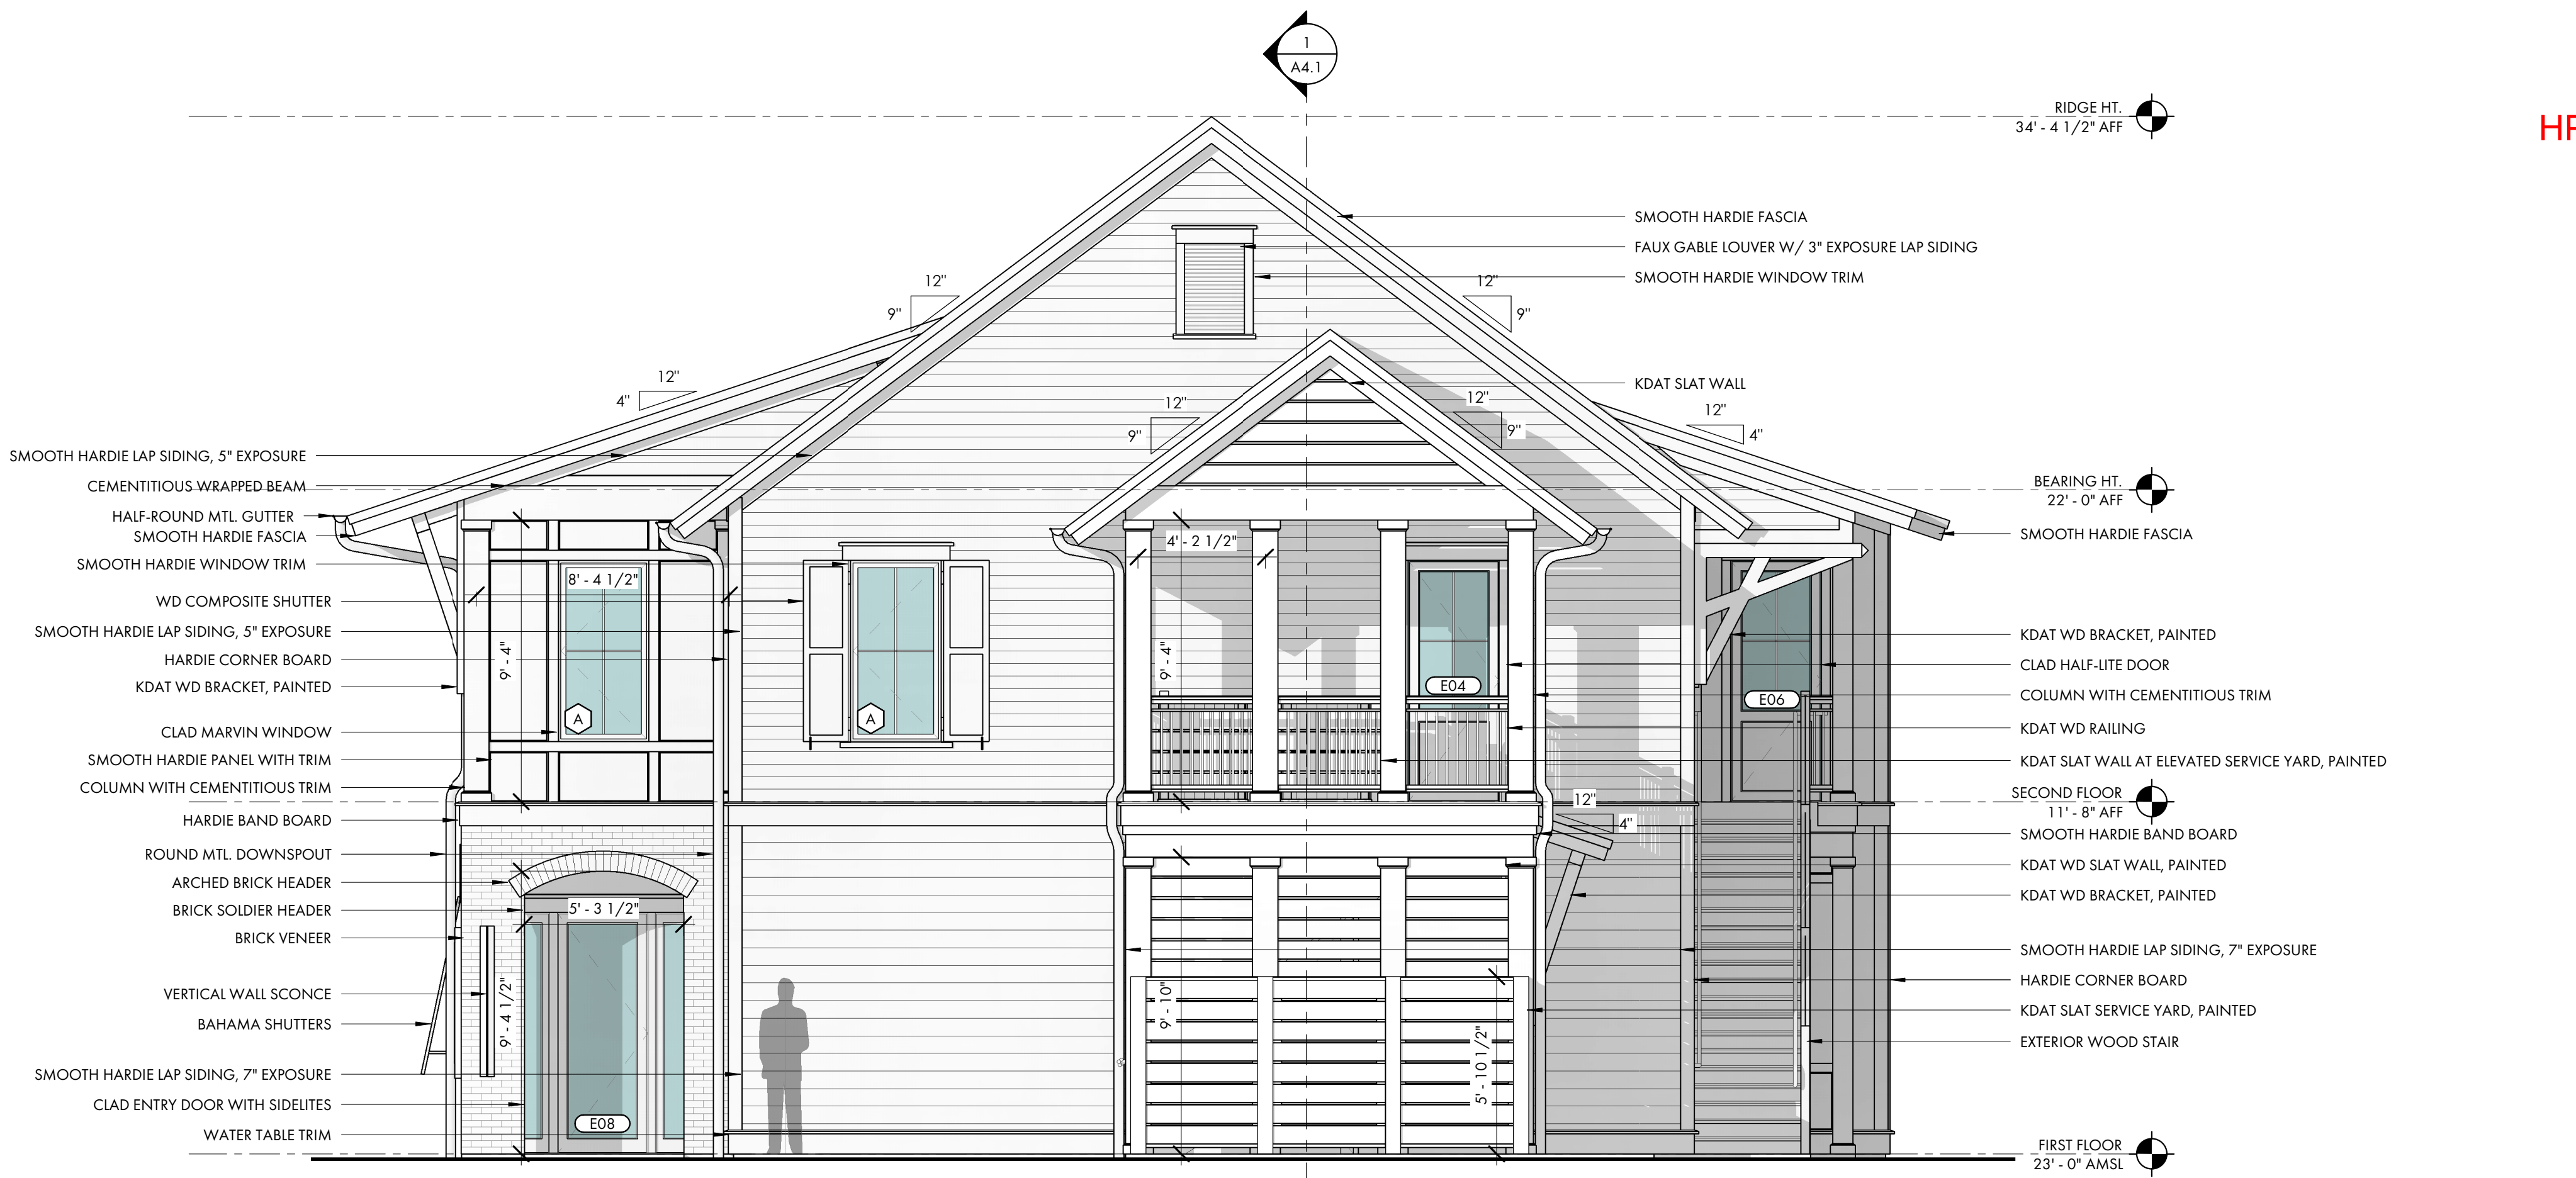 1
A4.1
RIDGE HT.
34' - 4 1/2" AFF
HP
SMOOTH HARDIE FASCIA
FAUX GABLE LOUVER W/ 3" EXPOSURE LAP SIDING
SMOOTH HARDIE WINDOW TRIM
12"
9"
12"
9"
12"
4"
KDAT SLAT WALL
12"
9"
12"
9"
12"
4"
SMOOTH HARDIE LAP SIDING, 5" EXPOSURE
CEMENTITIOUS WRAPPED BEAM
HALF-ROUND MTL. GUTTER
SMOOTH HARDIE FASCIA
SMOOTH HARDIE WINDOW TRIM
WD COMPOSITE SHUTTER
SMOOTH HARDIE LAP SIDING, 5" EXPOSURE
HARDIE CORNER BOARD
KDAT WD BRACKET, PAINTED
CLAD MARVIN WINDOW
SMOOTH HARDIE PANEL WITH TRIM
COLUMN WITH CEMENTITIOUS TRIM
HARDIE BAND BOARD
ROUND MTL. DOWNSPOUT
ARCHED BRICK HEADER
BRICK SOLDIER HEADER
BRICK VENEER
VERTICAL WALL SCONCE
BAHAMA SHUTTERS
SMOOTH HARDIE LAP SIDING, 7" EXPOSURE
CLAD ENTRY DOOR WITH SIDELITES
WATER TABLE TRIM
8' - 4 1/2"
9' - 4"
A
A
4' - 2 1/2"
9' - 4"
E04
E06
12"
4"
5' - 3 1/2"
9' - 4 1/2"
E08
9' - 10"
5' - 10 1/2"
BEARING HT.
22' - 0" AFF
SMOOTH HARDIE FASCIA
KDAT WD BRACKET, PAINTED
CLAD HALF-LITE DOOR
COLUMN WITH CEMENTITIOUS TRIM
KDAT WD RAILING
KDAT SLAT WALL AT ELEVATED SERVICE YARD, PAINTED
SECOND FLOOR
11' - 8" AFF
SMOOTH HARDIE BAND BOARD
KDAT WD SLAT WALL, PAINTED
KDAT WD BRACKET, PAINTED
SMOOTH HARDIE LAP SIDING, 7" EXPOSURE
HARDIE CORNER BOARD
KDAT SLAT SERVICE YARD, PAINTED
EXTERIOR WOOD STAIR
FIRST FLOOR
23' - 0" AMSL